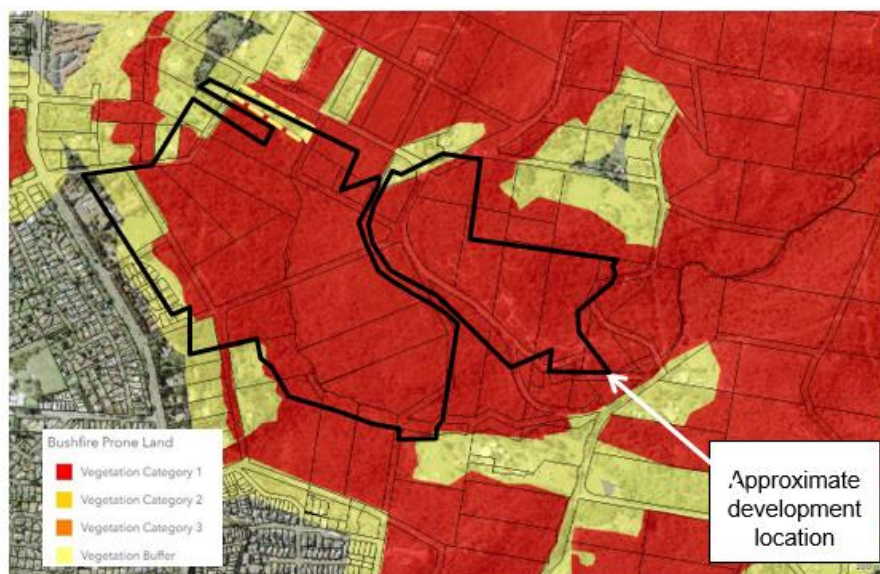 Bushfire Prone Land
Vegetation Category 1
Vegetation Category 2
Vegetation Category 3
Vegetation Buffer
Approximate
development
location